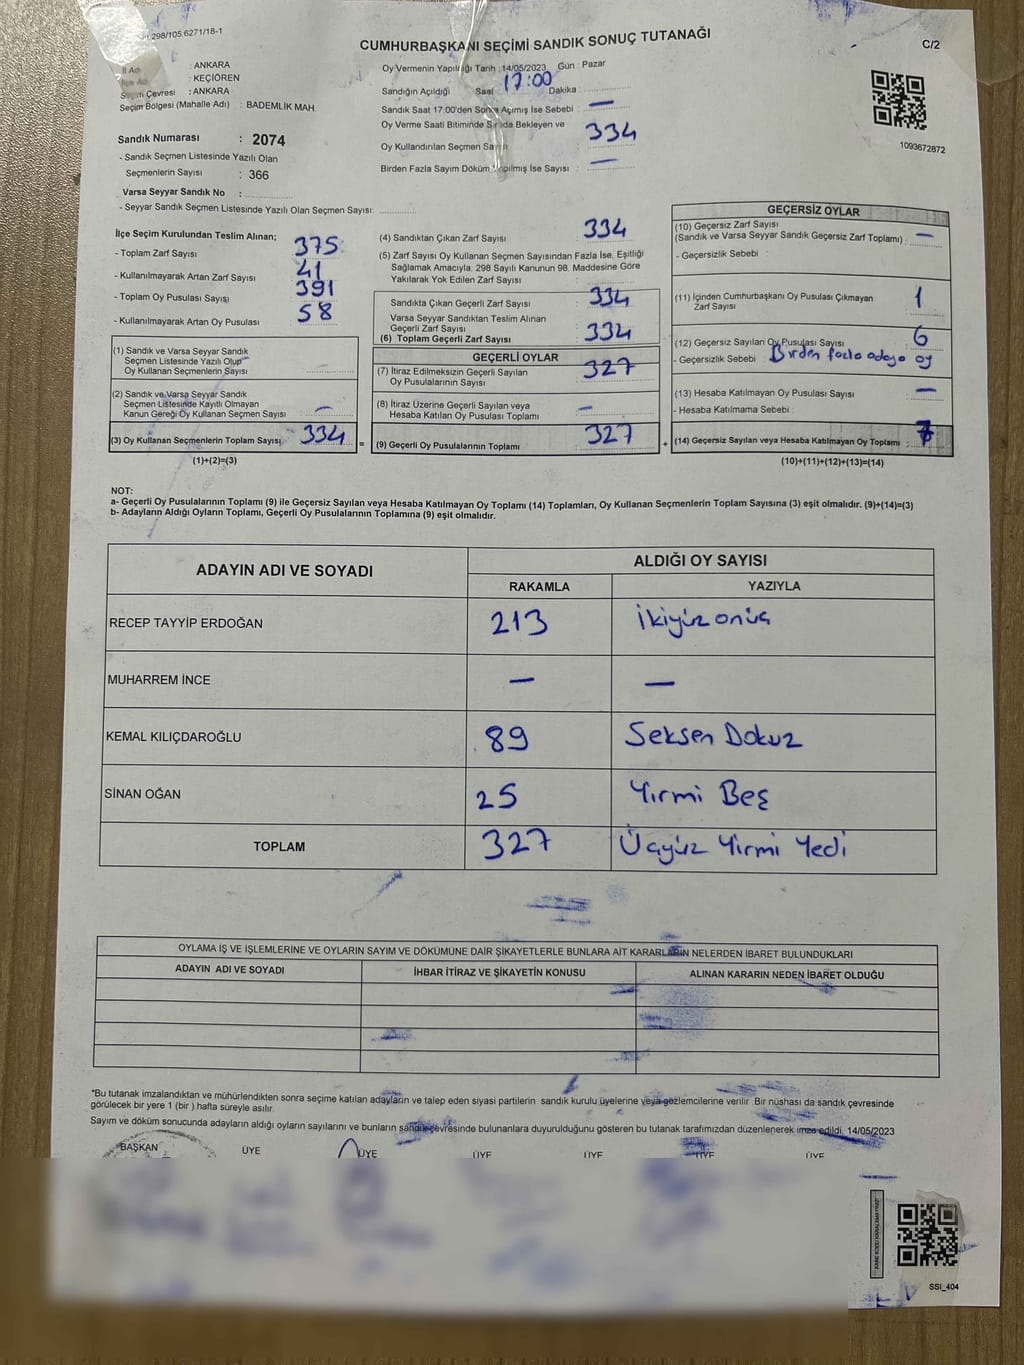 298/105.6271/18-1
CUMHURBAŞKANI SEÇİMİ SANDIK SONUÇ TUTANAĞI
C/2
İl Adı : ANKARA
İlçe Adı : KEÇİÖREN
Seçim Çevresi : ANKARA
Seçim Bölgesi (Mahalle Adı) : BADEMLİK MAH.
Sandık Numarası : 2074
- Sandık Seçmen Listesinde Yazılı Olan
Seçmenlerin Sayısı : 366
Varsa Seyyar Sandık No :
- Seyyar Sandık Seçmen Listesinde Yazılı Olan Seçmen Sayısı:
Oy Vermenin Yapıldığı Tarih :14/05/2023 Gün : Pazar
Sandığın Açıldığı Saat 17:00 Dakika :
Sandık Saat 17:00'den Sonra Açımış İse Sebebi : —
Oy Verme Saati Bitiminde Sırada Bekleyen ve
Oy Kullandırılan Seçmen Sayısı : 334
Birden Fazla Sayım Döküm Yapılmış İse Sayısı : —
1093672872
İlçe Seçim Kurulundan Teslim Alınan;
- Toplam Zarf Sayısı : 375
- Kullanılmayarak Artan Zarf Sayısı : 41
- Toplam Oy Pusulası Sayısı : 391
- Kullanılmayarak Artan Oy Pusulası : 58
(1) Sandık ve Varsa Seyyar Sandık
Seçmen Listesinde Yazılı Olup
Oy Kullanan Seçmenlerin Sayısı :
(2) Sandık ve Varsa Seyyar Sandık
Seçmen Listesinde Kayıtlı Olmayan
Kanun Gereği Oy Kullanan Seçmen Sayısı : —
(3) Oy Kullanan Seçmenlerin Toplam Sayısı : 334 =
(1)+(2)=(3)
(4) Sandıktan Çıkan Zarf Sayısı : 334
(5) Zarf Sayısı Oy Kullanan Seçmen Sayısından Fazla İse, Eşitliği
Sağlamak Amacıyla, 298 Sayılı Kanunun 98. Maddesine Göre
Yakılarak Yok Edilen Zarf Sayısı :
Sandıkta Çıkan Geçerli Zarf Sayısı : 334
Varsa Seyyar Sandıktan Teslim Alınan
Geçerli Zarf Sayısı :
(6) Toplam Geçerli Zarf Sayısı : 334
GEÇERLİ OYLAR
(7) İtiraz Edilmeksizin Geçerli Sayılan
Oy Pusulalarının Sayısı : 327
(8) İtiraz Üzerine Geçerli Sayılan veya
Hesaba Katılan Oy Pusulası Toplamı : —
(9) Geçerli Oy Pusulalarının Toplamı : 327 +
GEÇERSİZ OYLAR
(10) Geçersiz Zarf Sayısı
(Sandık ve Varsa Seyyar Sandık Geçersiz Zarf Toplamı) : —
- Geçersizlik Sebebi :
(11) İçinden Cumhurbaşkanı Oy Pusulası Çıkmayan
Zarf Sayısı : 1
(12) Geçersiz Sayılan Oy Pusulası Sayısı : 6
- Geçersizlik Sebebi : Birden fazla adaya oy
(13) Hesaba Katılmayan Oy Pusulası Sayısı : —
- Hesaba Katılmama Sebebi :
(14) Geçersiz Sayılan veya Hesaba Katılmayan Oy Toplamı : 7
(10)+(11)+(12)+(13)=(14)
NOT:
a- Geçerli Oy Pusulalarının Toplamı (9) ile Geçersiz Sayılan veya Hesaba Katılmayan Oy Toplamı (14) Toplamları, Oy Kullanan Seçmenlerin Toplam Sayısına (3) eşit olmalıdır. (9)+(14)=(3)
b- Adayların Aldığı Oyların Toplamı, Geçerli Oy Pusulalarının Toplamına (9) eşit olmalıdır.
ADAYIN ADI VE SOYADI
ALDIĞI OY SAYISI
RAKAMLA YAZIYLA
RECEP TAYYİP ERDOĞAN 213 İkiyüz onüç
MUHARREM İNCE — —
KEMAL KILIÇDAROĞLU 89 Seksen Dokuz
SİNAN OĞAN 25 Yirmi Beş
TOPLAM 327 Üçyüz Yirmi Yedi
OYLAMA İŞ VE İŞLEMLERİNE VE OYLARIN SAYIM VE DÖKÜMÜNE DAİR ŞİKAYETLERLE BUNLARA AİT KARARLARIN NELERDEN İBARET BULUNDUKLARI
ADAYIN ADI VE SOYADI İHBAR İTİRAZ VE ŞİKAYETİN KONUSU ALINAN KARARIN NEDEN İBARET OLDUĞU
*Bu tutanak imzalandıktan ve mühürlendikten sonra seçime katılan adayların ve talep eden siyasi partilerin sandık kurulu üyelerine veya gözlemcilerine verilir. Bir nüshası da sandık çevresinde
görülecek bir yere 1 (bir ) hafta süreyle asılır.
Sayım ve döküm sonucunda adayların aldığı oyların sayılarını ve bunların sandık çevresinde bulunanlara duyurulduğunu gösteren bu tutanak tarafımızdan düzenlenerek imza edildi. 14/05/2023
BAŞKAN ÜYE ÜYE ÜYE ÜYE ÜYE ÜYE
SSI_404